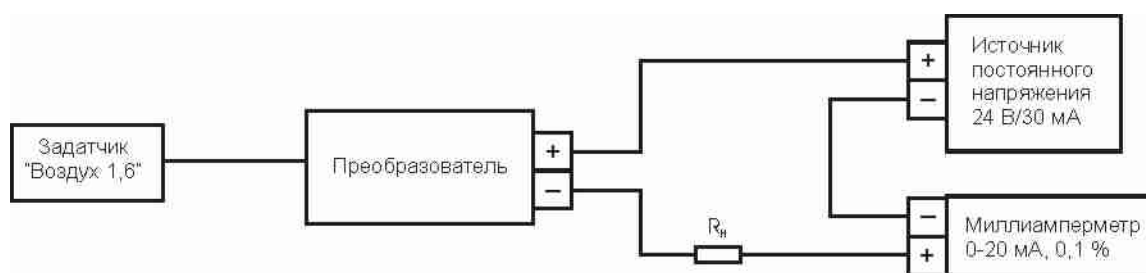 Задатчик
"Воздух 1,6"
Преобразователь
+
−
Rн
+
−
Источник
постоянного
напряжения
24 В/30 мА
−
+
Миллиамперметр
0-20 мА, 0,1 %